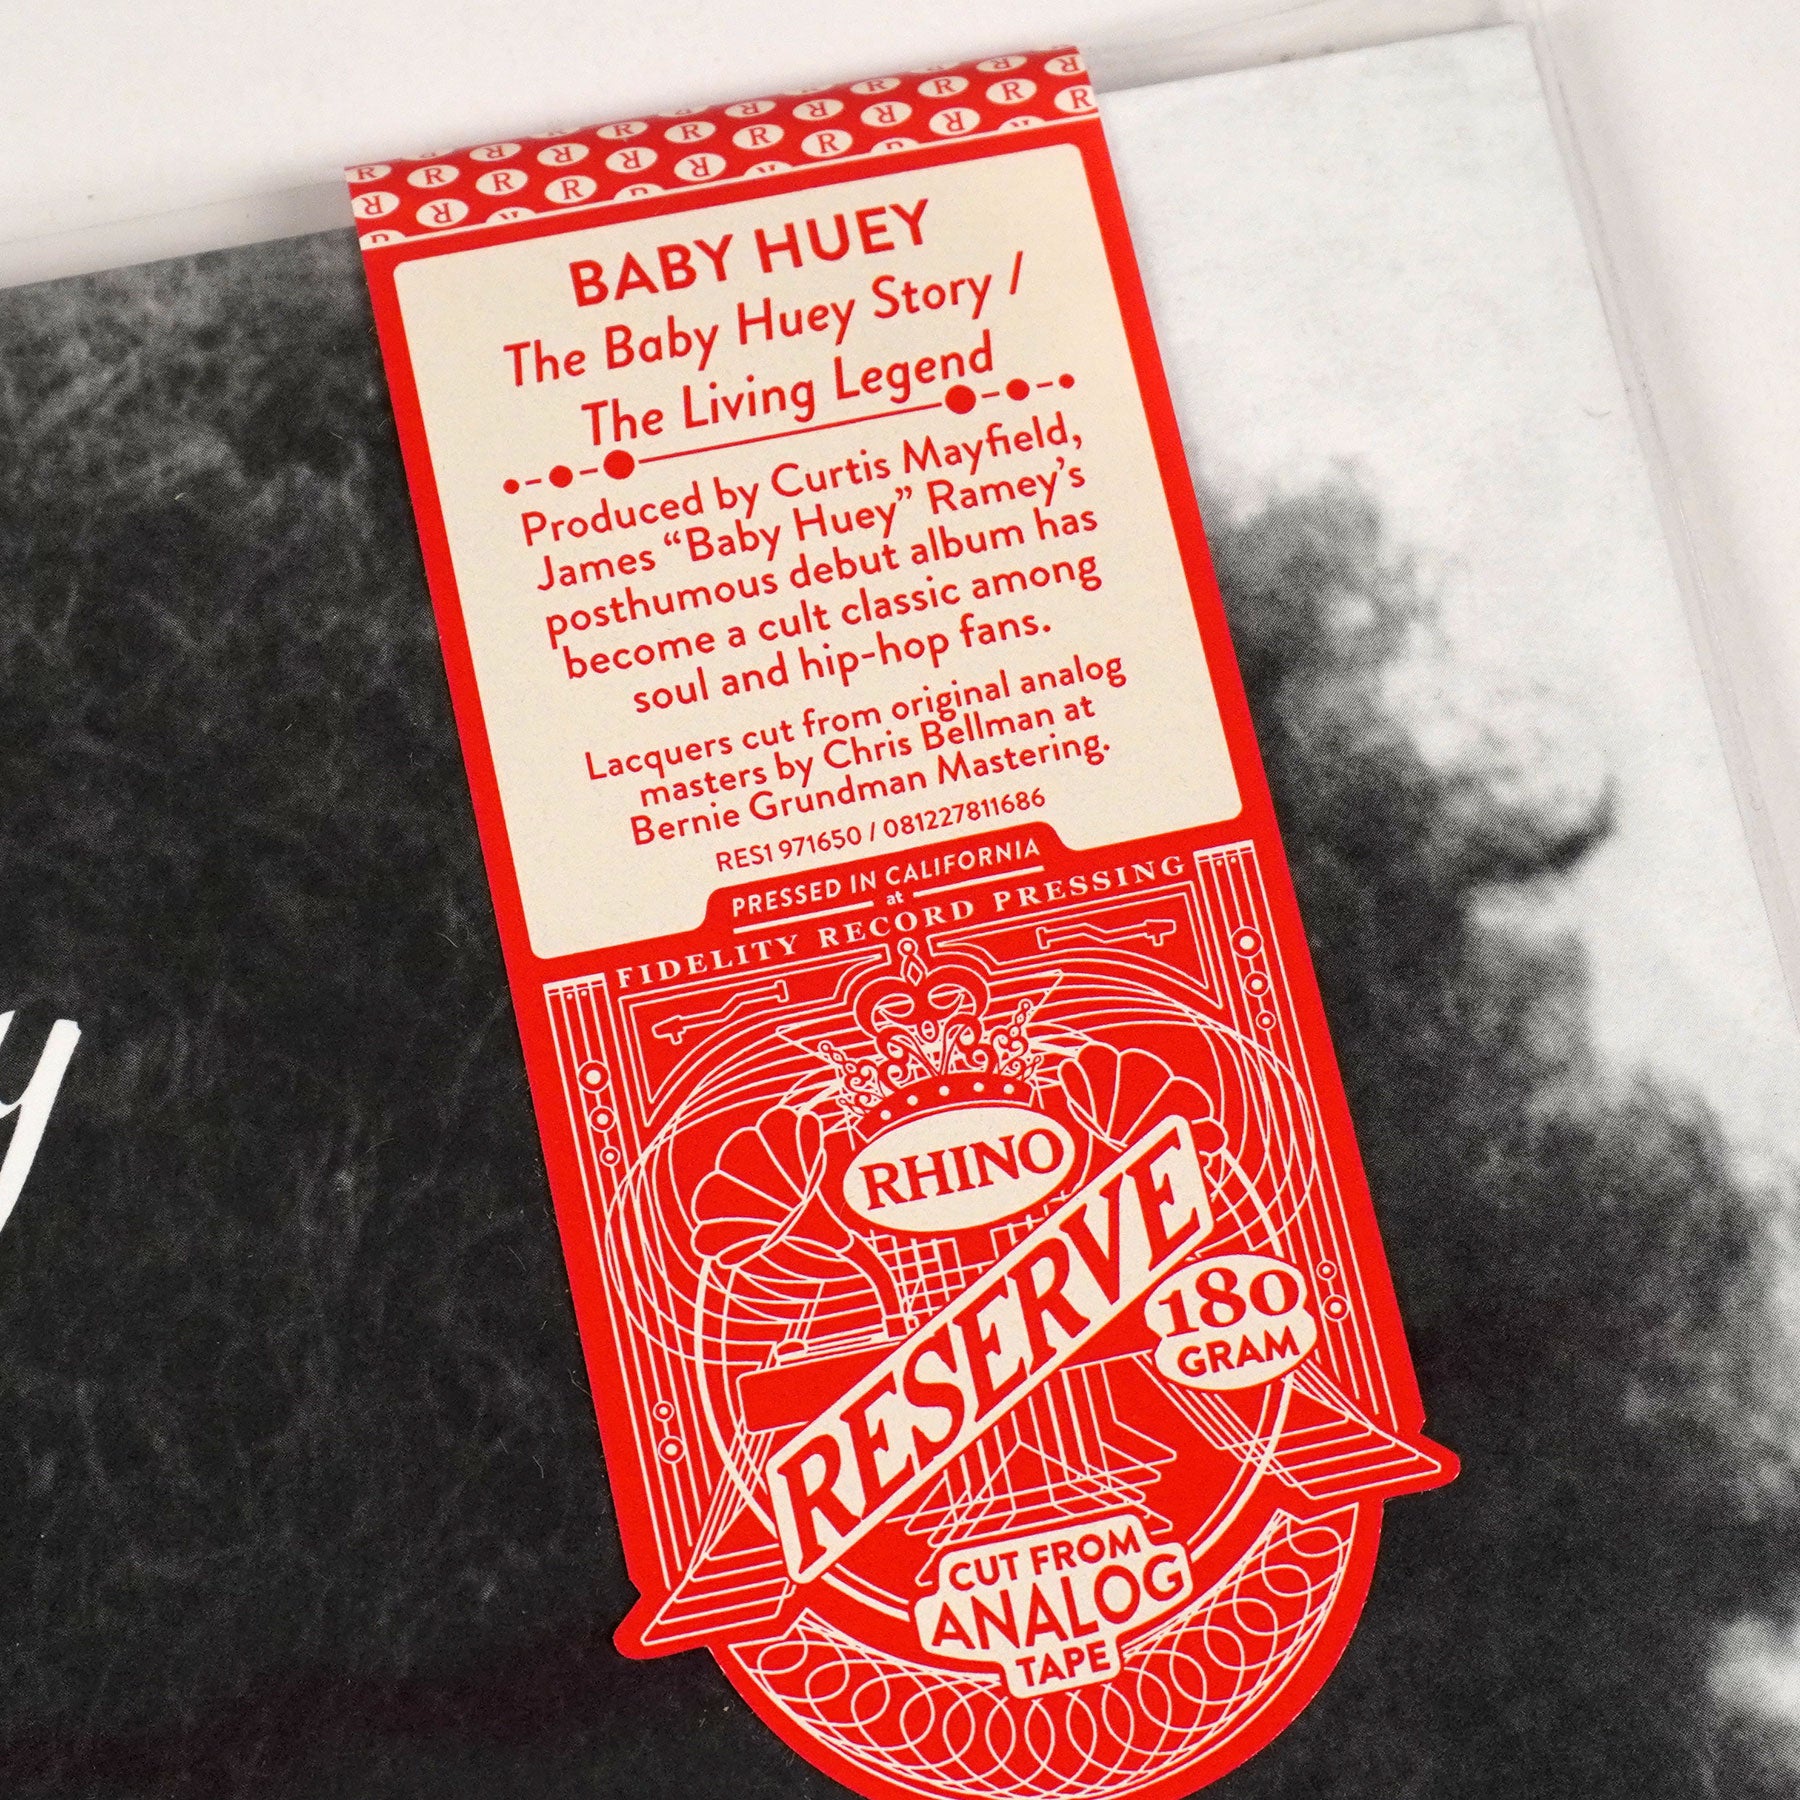 BABY HUEY
The Baby Huey Story /
The Living Legend
Produced by Curtis Mayfield,
James “Baby Huey” Ramey’s
posthumous debut album has
become a cult classic among
soul and hip-hop fans.
Lacquers cut from original analog
masters by Chris Bellman at
Bernie Grundman Mastering.
RES1 971650 / 081227811686
PRESSED IN CALIFORNIA
at
FIDELITY RECORD PRESSING
RHINO
RESERVE
180
GRAM
CUT FROM
ANALOG
TAPE
y